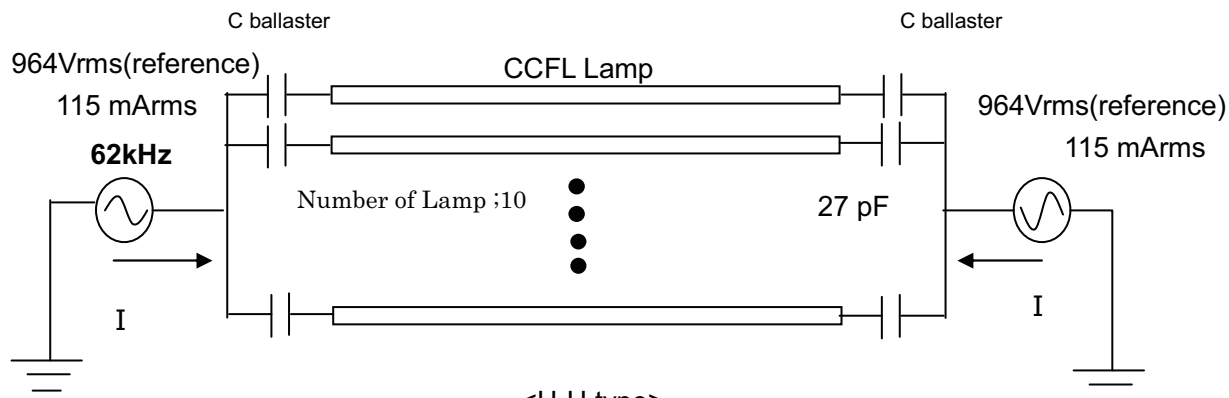 C ballaster
C ballaster
964Vrms(reference)
115 mArms
62kHz
CCFL Lamp
964Vrms(reference)
115 mArms
Number of Lamp ;10
27 pF
I
I